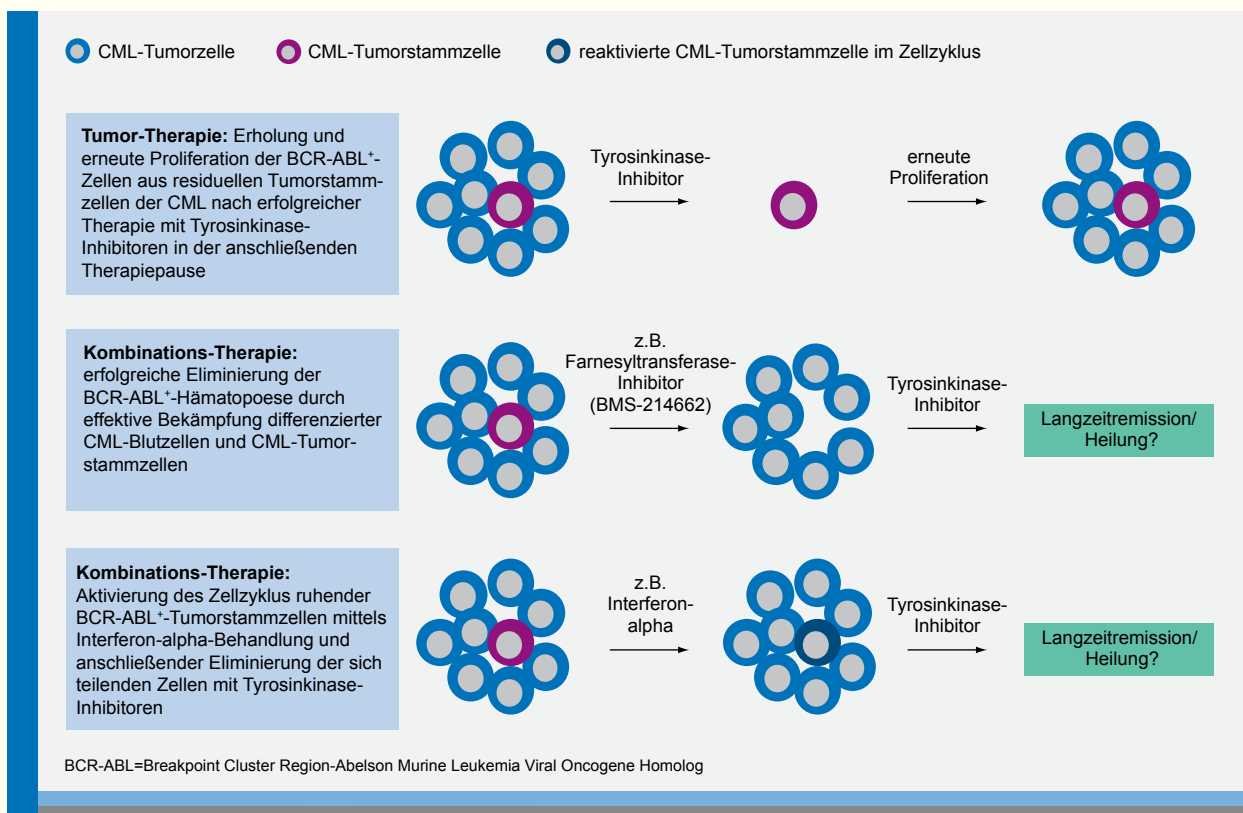 CML-Tumorzelle
CML-Tumorstammzelle
reaktivierte CML-Tumorstammzelle im Zellzyklus
Tumor-Therapie: Erholung und
erneute Proliferation der BCR-ABL⁺-
Zellen aus residuellen Tumorstamm-
zellen der CML nach erfolgreicher
Therapie mit Tyrosinkinase-
Inhibitoren in der anschließenden
Therapiepause
Tyrosinkinase-
Inhibitor
erneute
Proliferation
Kombinations-Therapie:
erfolgreiche Eliminierung der
BCR-ABL⁺-Hämatopoese durch
effektive Bekämpfung differenzierter
CML-Blutzellen und CML-Tumor-
stammzellen
z.B.
Farnesyltransferase-
Inhibitor
(BMS-214662)
Tyrosinkinase-
Inhibitor
Langzeitremission/
Heilung?
Kombinations-Therapie:
Aktivierung des Zellzyklus ruhender
BCR-ABL⁺-Tumorstammzellen mittels
Interferon-alpha-Behandlung und
anschließender Eliminierung der sich
teilenden Zellen mit Tyrosinkinase-
Inhibitoren
z.B.
Interferon-
alpha
Tyrosinkinase-
Inhibitor
Langzeitremission/
Heilung?
BCR-ABL=Breakpoint Cluster Region-Abelson Murine Leukemia Viral Oncogene Homolog